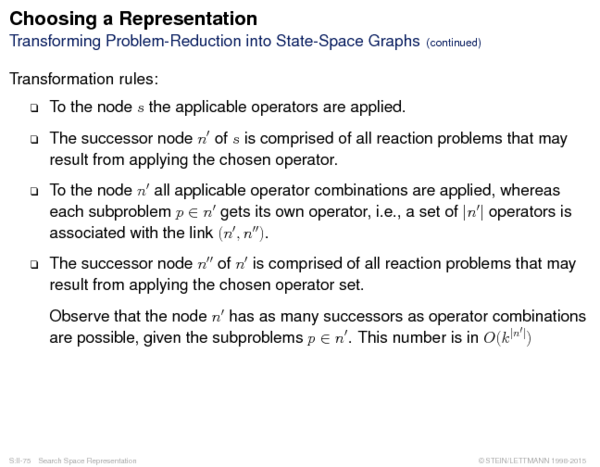 Choosing a Representation
Transforming Problem-Reduction into State-Space Graphs (continued)
Transformation rules:
❑ To the node s the applicable operators are applied.
❑ The successor node n′ of s is comprised of all reaction problems that may
result from applying the chosen operator.
❑ To the node n′ all applicable operator combinations are applied, whereas
each subproblem p ∈ n′ gets its own operator, i.e., a set of |n′| operators is
associated with the link (n′, n′′).
❑ The successor node n′′ of n′ is comprised of all reaction problems that may
result from applying the chosen operator set.
Observe that the node n′ has as many successors as operator combinations
are possible, given the subproblems p ∈ n′. This number is in O(k^|n′|)
S:II-75 Search Space Representation
© STEIN/LETTMANN 1998-2015